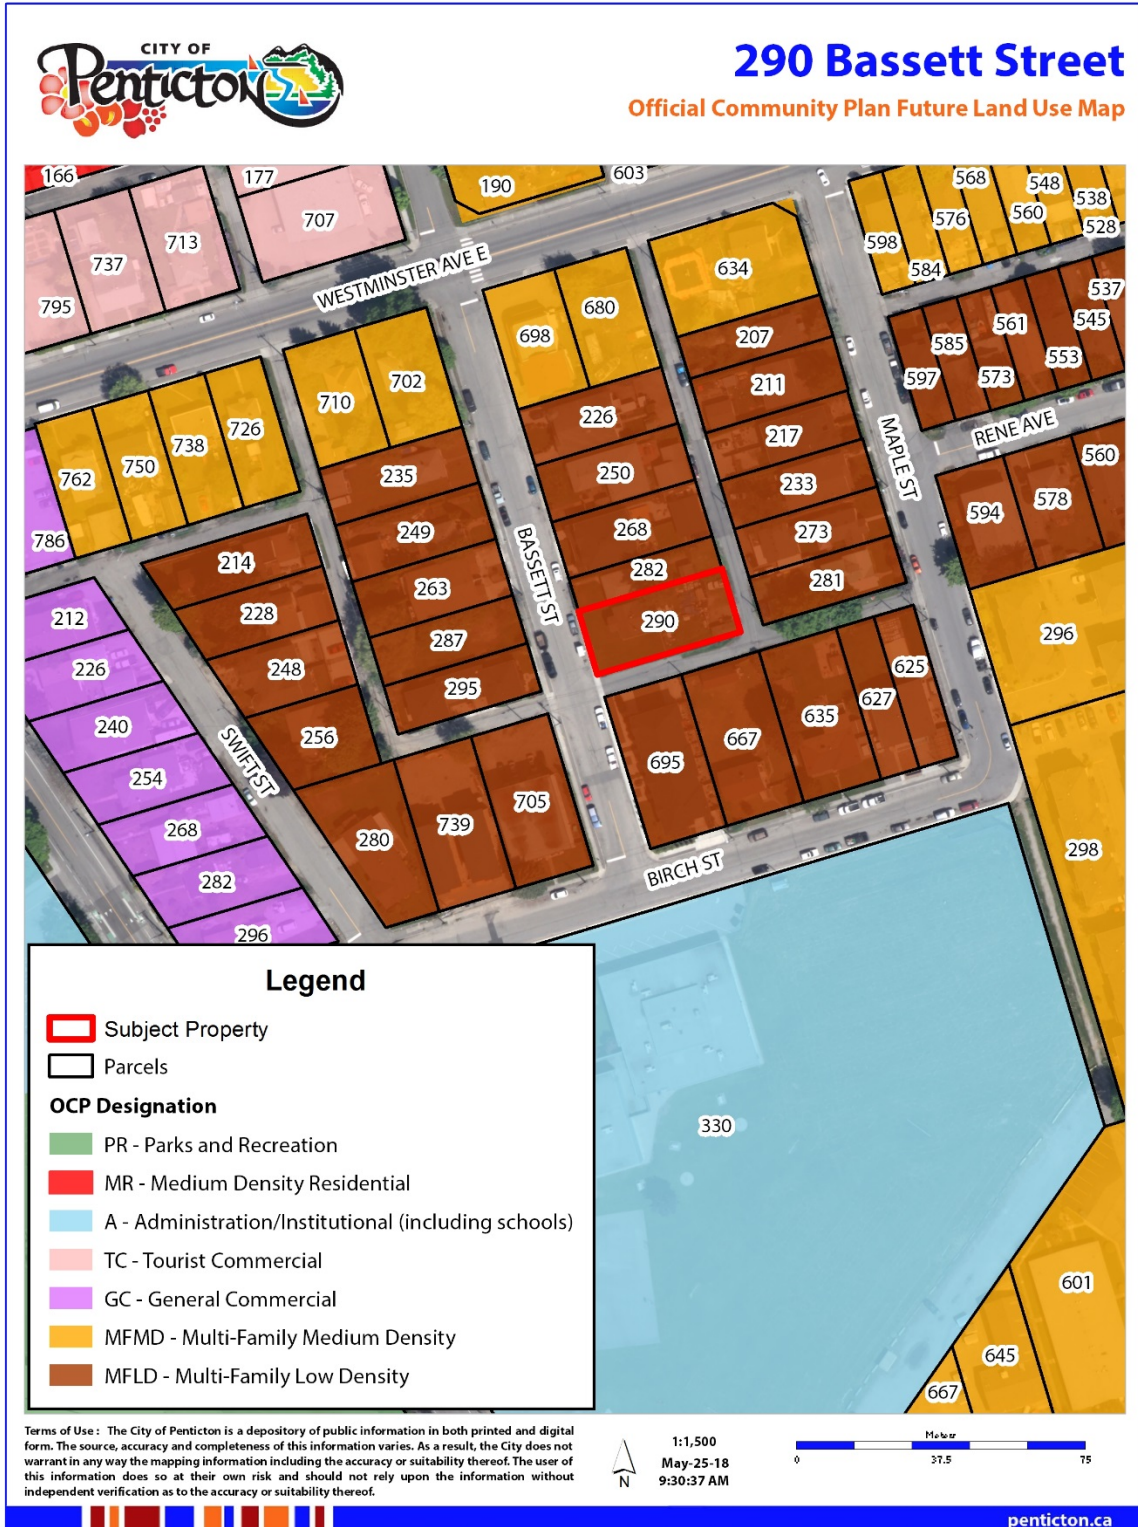 CITY OF
Penticton
290 Bassett Street
Official Community Plan Future Land Use Map
166
177
190
603
568
548
538
707
576
560
528
713
598
737
584
795
WESTMINSTER AVE E
634
537
680
561
545
698
207
585
553
702
597
573
710
211
226
RENE AVE
726
217
MAPLE ST
738
560
750
235
250
762
233
578
594
249
268
273
786
BASSETT ST
214
282
281
263
212
228
290
296
287
226
248
625
295
627
240
256
635
SWIFT ST
667
254
695
705
268
739
280
298
BIRCH ST
282
296
330
601
645
667
Legend
Subject Property
Parcels
OCP Designation
PR - Parks and Recreation
MR - Medium Density Residential
A - Administration/Institutional (including schools)
TC - Tourist Commercial
GC - General Commercial
MFMD - Multi-Family Medium Density
MFLD - Multi-Family Low Density
Terms of Use : The City of Penticton is a depository of public information in both printed and digital
form. The source, accuracy and completeness of this information varies. As a result, the City does not
warrant in any way the mapping information including the accuracy or suitability thereof. The user of
this information does so at their own risk and should not rely upon the information without
independent verification as to the accuracy or suitability thereof.
N
1:1,500
May-25-18
9:30:37 AM
Meters
0 37.5 75
penticton.ca